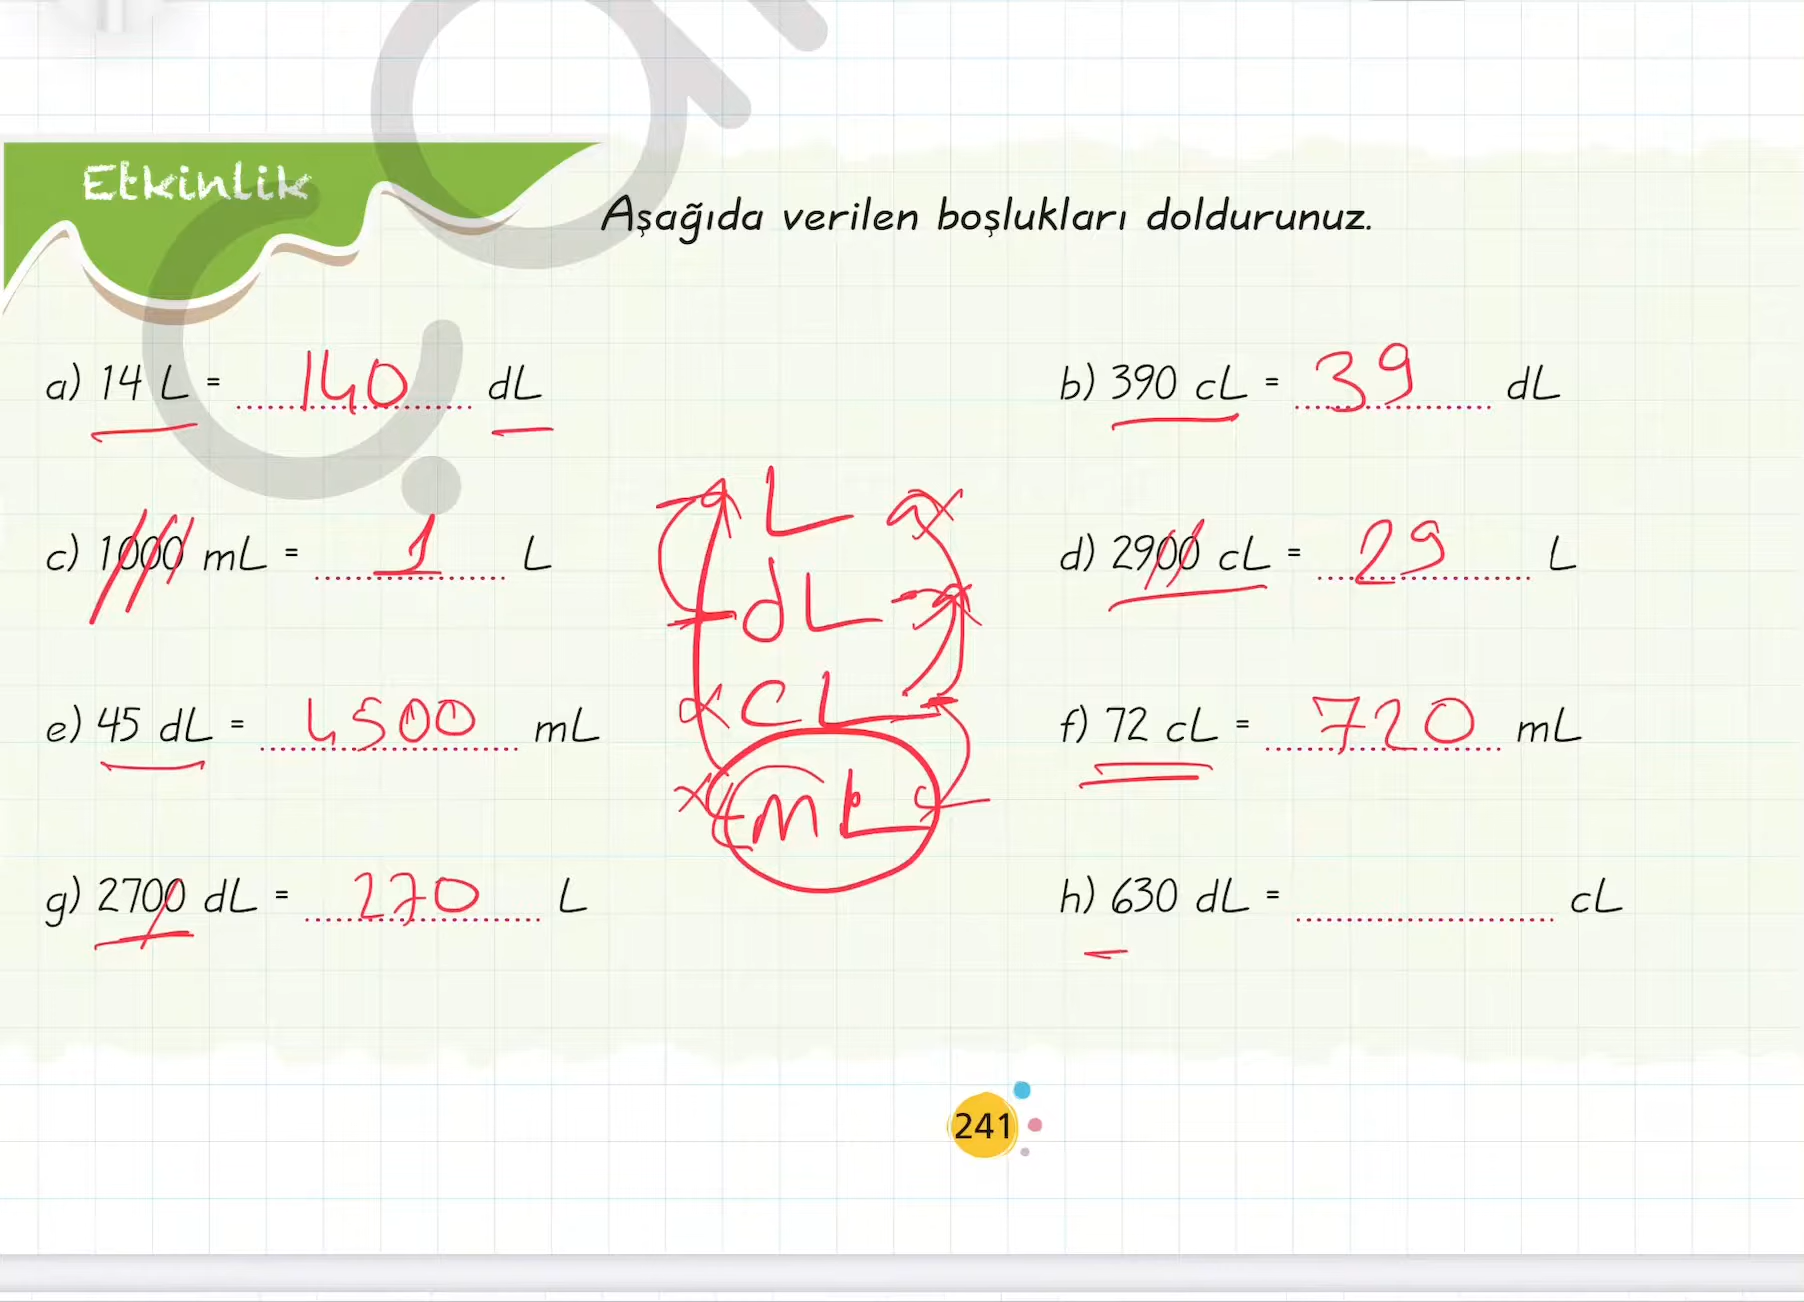 Etkinlik
Aşağıda verilen boşlukları doldurunuz.
a) 14 L = 140 dL
b) 390 cL = 39 dL
c) 1000 mL = 1 L
d) 2900 cL = 29 L
L
dL
cL
mL
e) 45 dL = 4500 mL
f) 72 cL = 720 mL
g) 2700 dL = 270 L
h) 630 dL = ........ cL
241